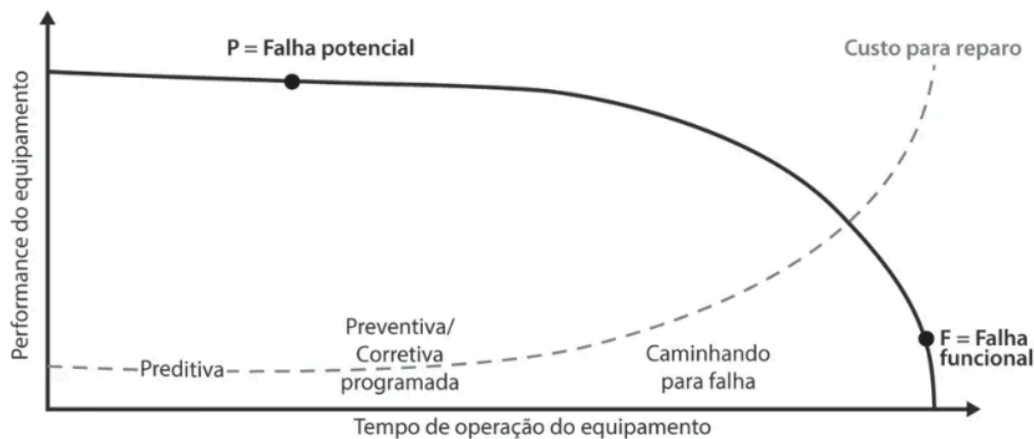 P = Falha potencial
Custo para reparo
Performance do equipamento
Preditiva
Preventiva/
Corretiva
programada
Caminhando
para falha
F = Falha
funcional
Tempo de operação do equipamento